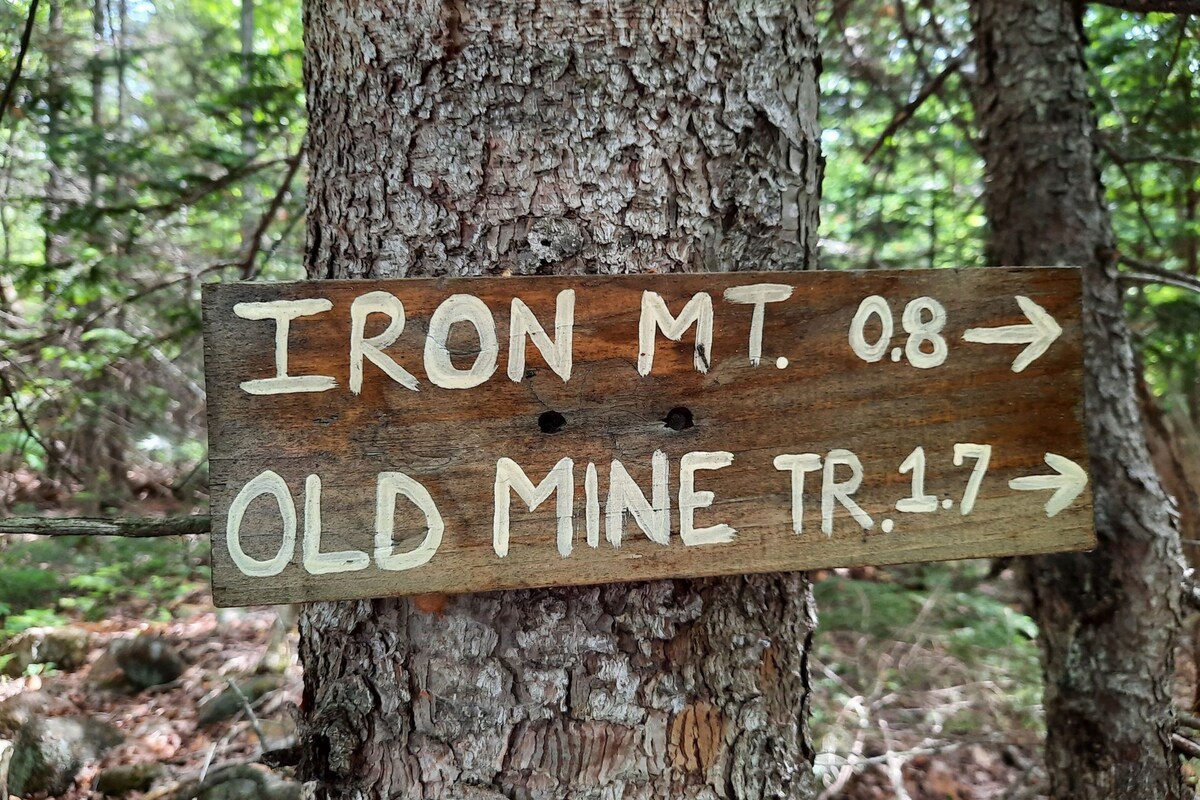 IRON MT. 0.8 →
OLD MINE TR. 1.7 →